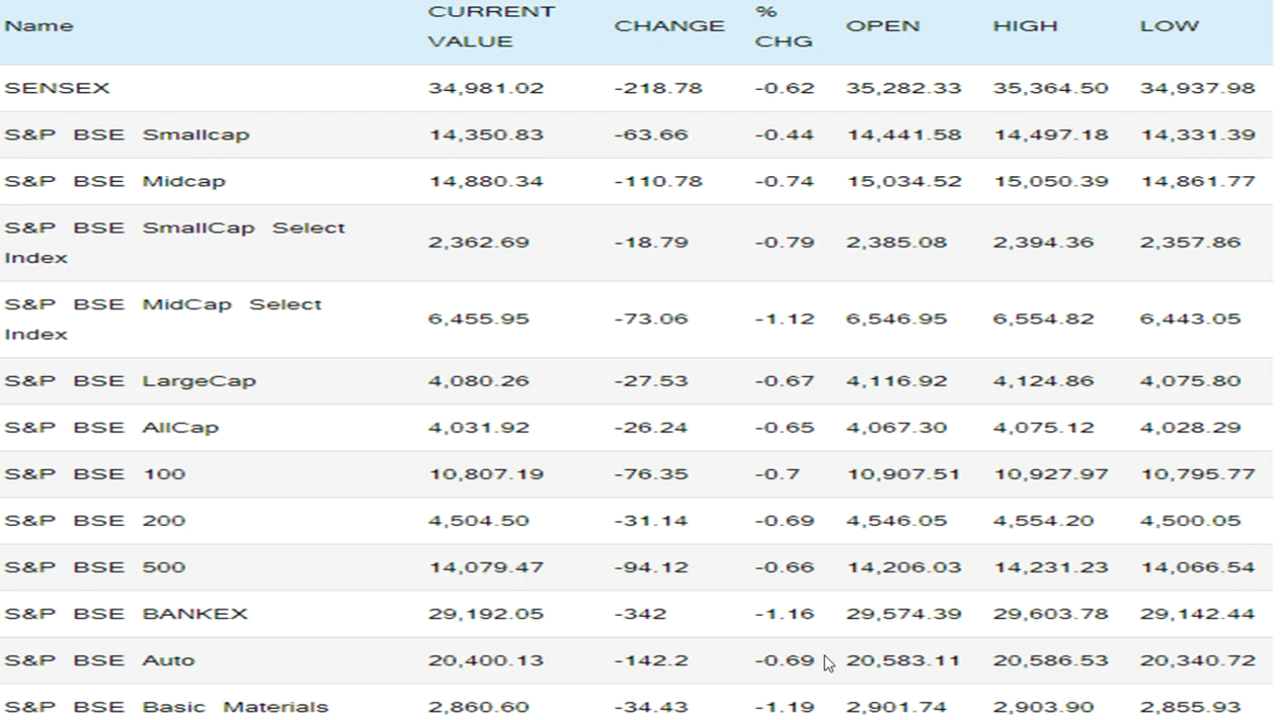 Name CURRENT VALUE CHANGE % CHG OPEN HIGH LOW
SENSEX 34,981.02 -218.78 -0.62 35,282.33 35,364.50 34,937.98
S&P BSE Smallcap 14,350.83 -63.66 -0.44 14,441.58 14,497.18 14,331.39
S&P BSE Midcap 14,880.34 -110.78 -0.74 15,034.52 15,050.39 14,861.77
S&P BSE SmallCap Select Index 2,362.69 -18.79 -0.79 2,385.08 2,394.36 2,357.86
S&P BSE MidCap Select Index 6,455.95 -73.06 -1.12 6,546.95 6,554.82 6,443.05
S&P BSE LargeCap 4,080.26 -27.53 -0.67 4,116.92 4,124.86 4,075.80
S&P BSE AllCap 4,031.92 -26.24 -0.65 4,067.30 4,075.12 4,028.29
S&P BSE 100 10,807.19 -76.35 -0.7 10,907.51 10,927.97 10,795.77
S&P BSE 200 4,504.50 -31.14 -0.69 4,546.05 4,554.20 4,500.05
S&P BSE 500 14,079.47 -94.12 -0.66 14,206.03 14,231.23 14,066.54
S&P BSE BANKEX 29,192.05 -342 -1.16 29,574.39 29,603.78 29,142.44
S&P BSE Auto 20,400.13 -142.2 -0.69 20,583.11 20,586.53 20,340.72
S&P BSE Basic Materials 2,860.60 -34.43 -1.19 2,901.74 2,903.90 2,855.93